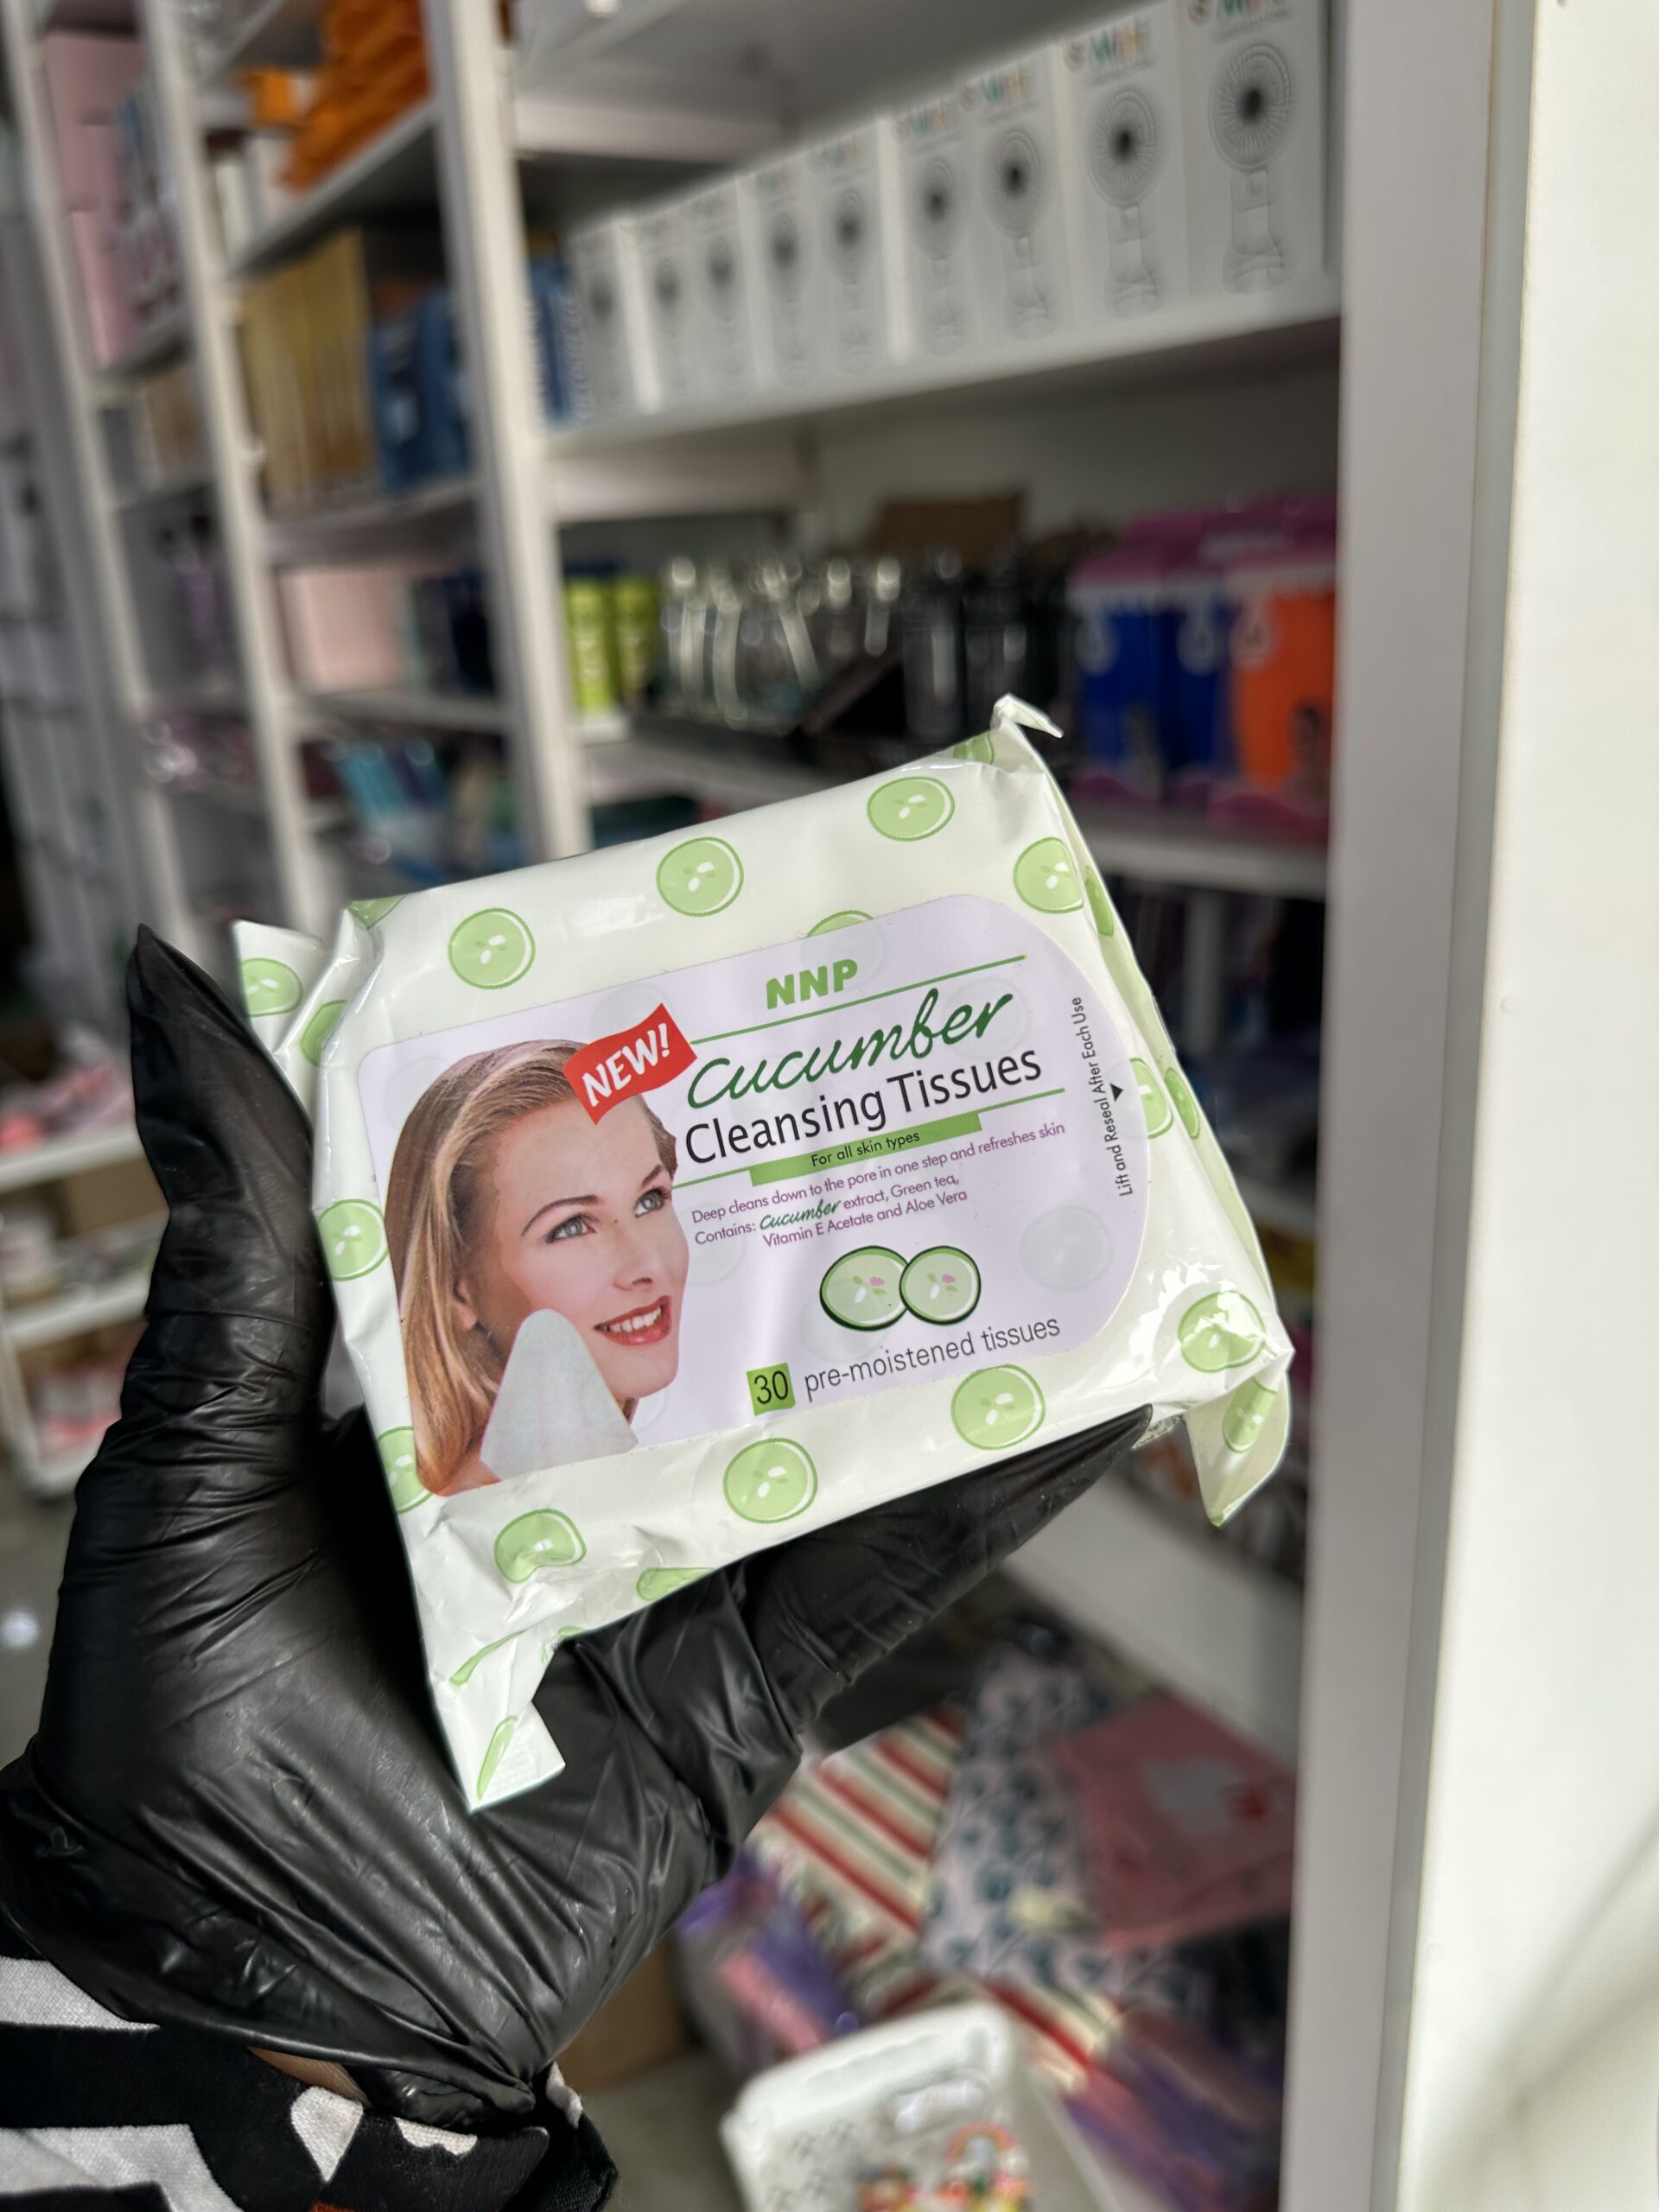 NNP
NEW!
Cucumber
Cleansing Tissues
For all skin types
Deep cleans down to the pore in one step and refreshes skin
Contains: Cucumber extract, Green tea,
Vitamin E Acetate and Aloe Vera
30 pre-moistened tissues
Lift and Reseal After Each Use